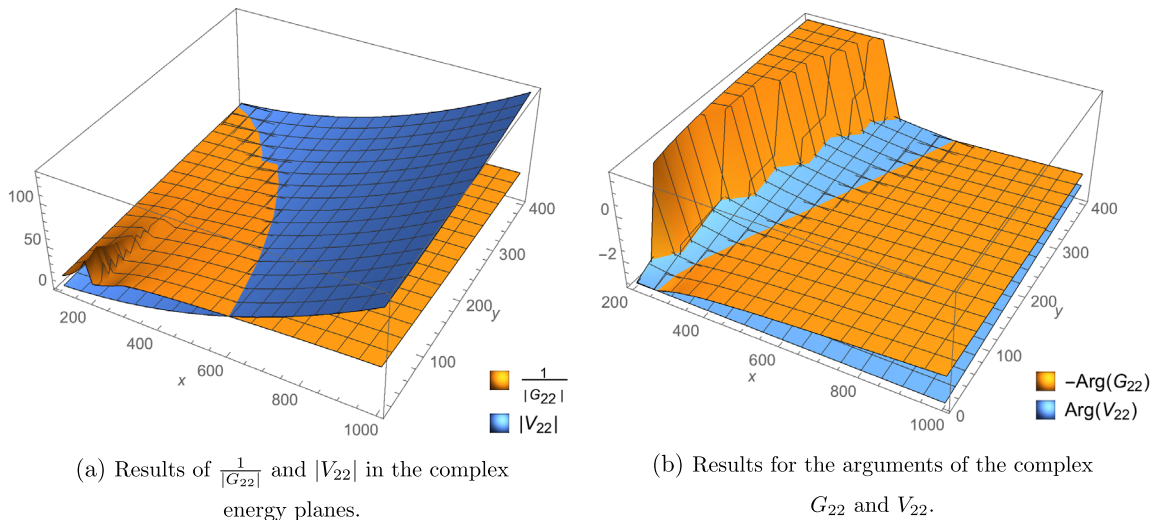 100
50
0
200
400
600
800
1000
x
100
200
300
400
y
1/|G₂₂|
|V₂₂|
(a) Results of 1/|G₂₂| and |V₂₂| in the complex
energy planes.
0
−2
200
400
600
800
1000
x
0
100
200
300
400
y
−Arg(G₂₂)
Arg(V₂₂)
(b) Results for the arguments of the complex
G₂₂ and V₂₂.